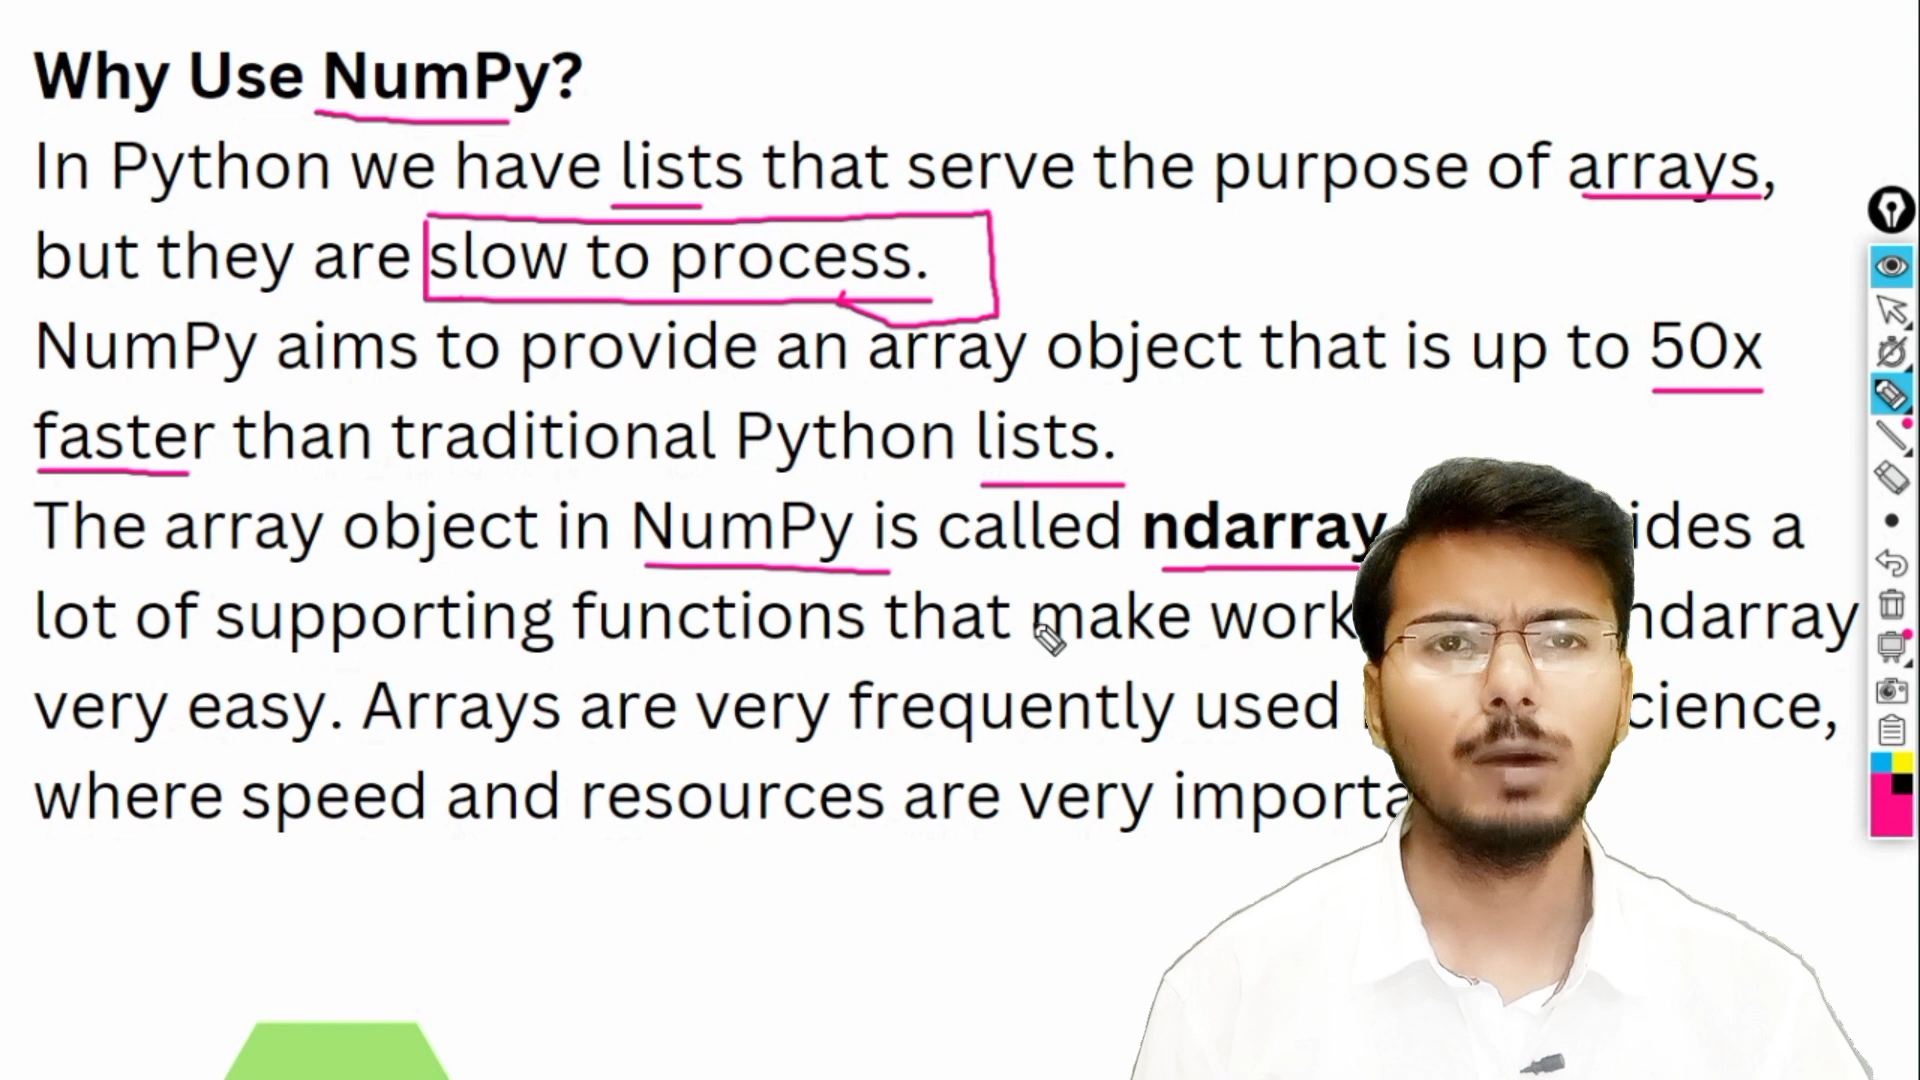 Why Use NumPy?
In Python we have lists that serve the purpose of arrays,
but they are slow to process.
NumPy aims to provide an array object that is up to 50x
faster than traditional Python lists.
The array object in NumPy is called ndarray a
lot of supporting functions that make ndarray
very easy. Arrays are very frequently used
where speed and resources are very